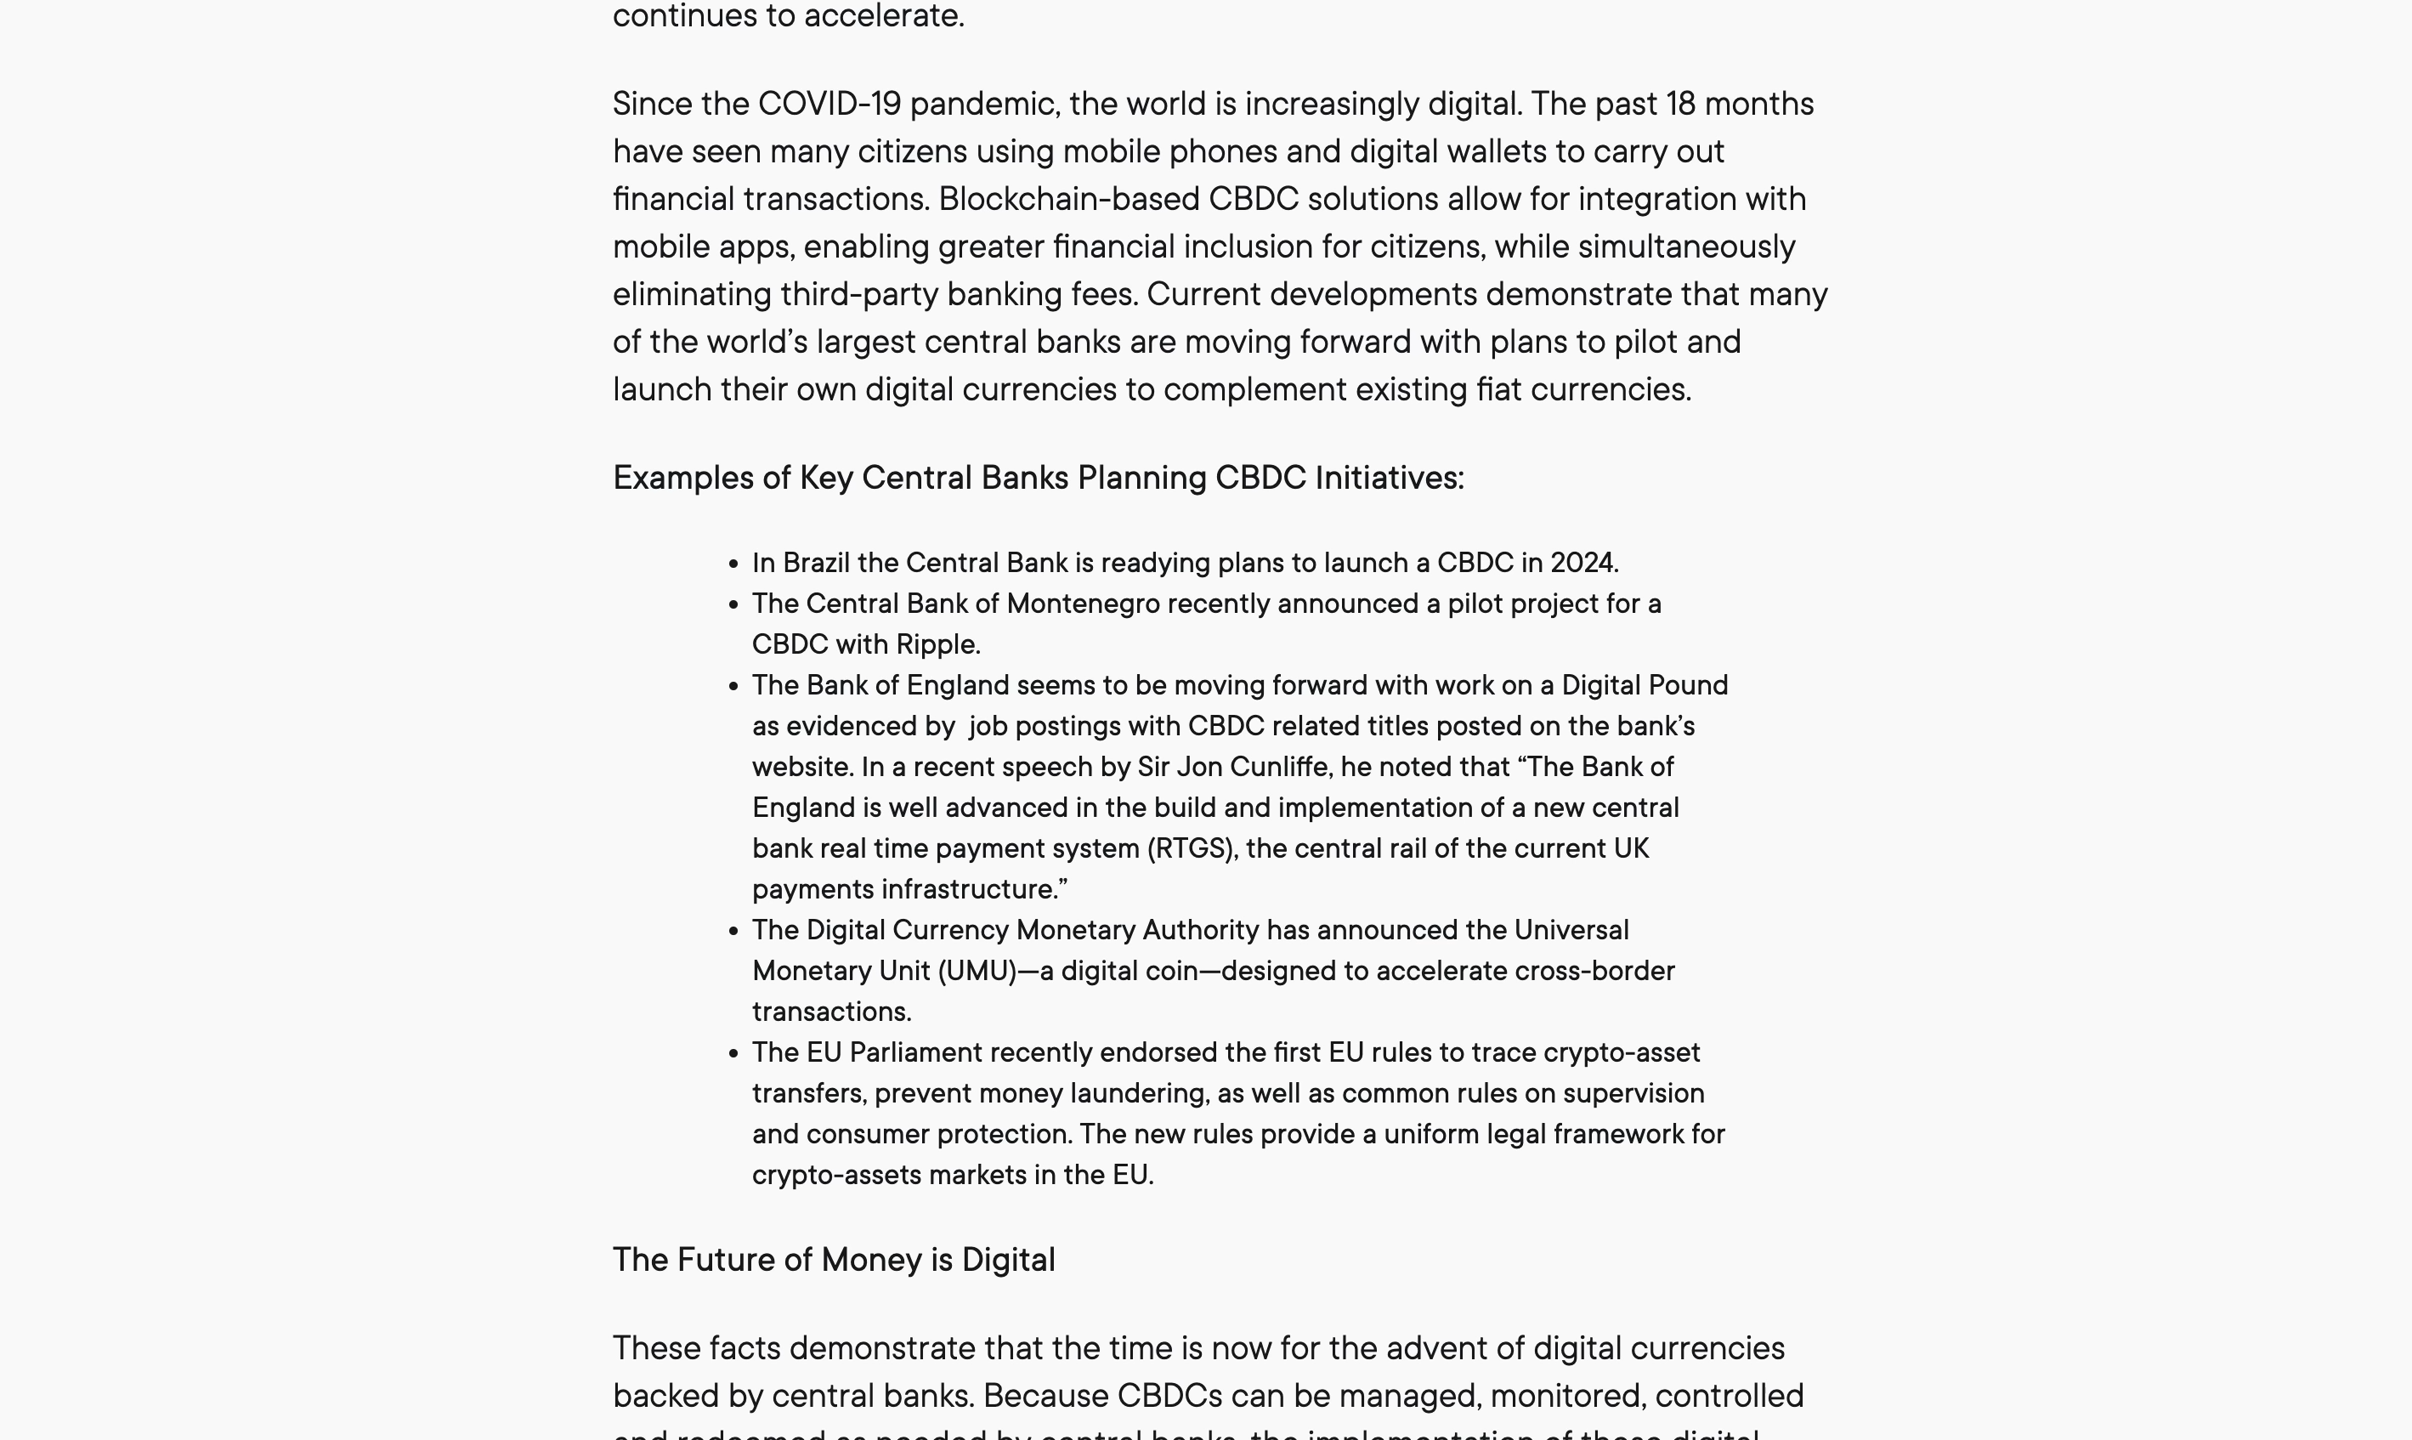 continues to accelerate.
Since the COVID-19 pandemic, the world is increasingly digital. The past 18 months
have seen many citizens using mobile phones and digital wallets to carry out
financial transactions. Blockchain-based CBDC solutions allow for integration with
mobile apps, enabling greater financial inclusion for citizens, while simultaneously
eliminating third-party banking fees. Current developments demonstrate that many
of the world’s largest central banks are moving forward with plans to pilot and
launch their own digital currencies to complement existing fiat currencies.
Examples of Key Central Banks Planning CBDC Initiatives:
• In Brazil the Central Bank is readying plans to launch a CBDC in 2024.
• The Central Bank of Montenegro recently announced a pilot project for a
CBDC with Ripple.
• The Bank of England seems to be moving forward with work on a Digital Pound
as evidenced by  job postings with CBDC related titles posted on the bank’s
website. In a recent speech by Sir Jon Cunliffe, he noted that “The Bank of
England is well advanced in the build and implementation of a new central
bank real time payment system (RTGS), the central rail of the current UK
payments infrastructure.”
• The Digital Currency Monetary Authority has announced the Universal
Monetary Unit (UMU)—a digital coin—designed to accelerate cross-border
transactions.
• The EU Parliament recently endorsed the first EU rules to trace crypto-asset
transfers, prevent money laundering, as well as common rules on supervision
and consumer protection. The new rules provide a uniform legal framework for
crypto-assets markets in the EU.
The Future of Money is Digital
These facts demonstrate that the time is now for the advent of digital currencies
backed by central banks. Because CBDCs can be managed, monitored, controlled
and redeemed as needed by central banks, the implementation of these digital